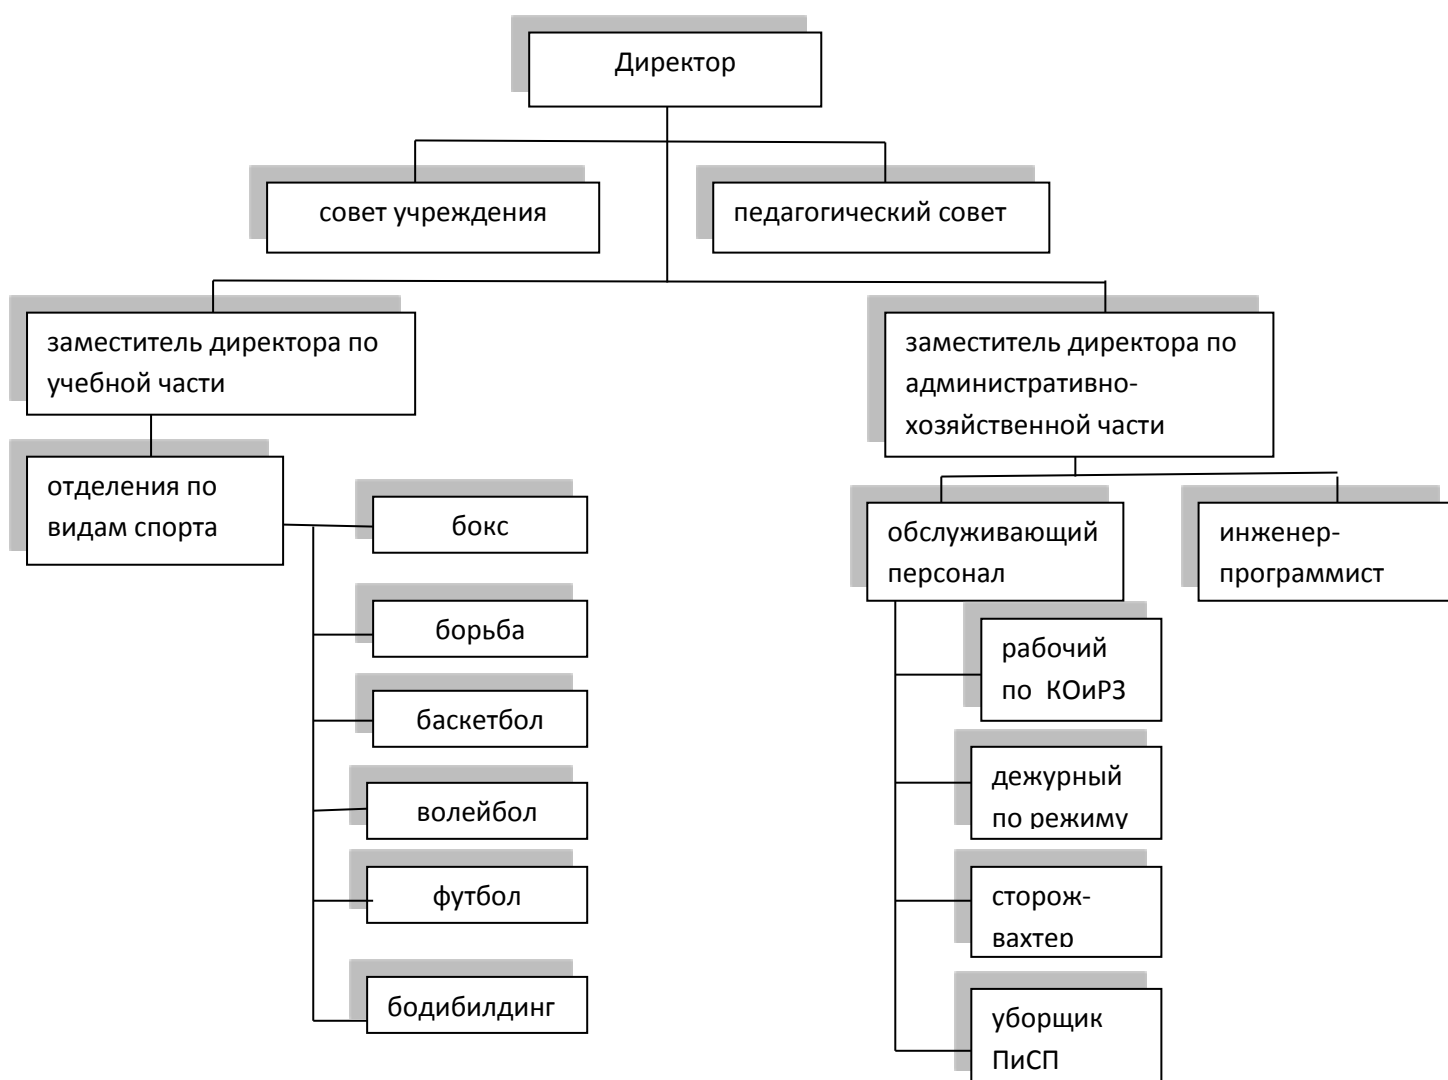 Директор
совет учреждения
педагогический совет
заместитель директора по
учебной части
заместитель директора по
административно-
хозяйственной части
отделения по
видам спорта
бокс
борьба
баскетбол
волейбол
футбол
бодибилдинг
обслуживающий
персонал
инженер-
программист
рабочий
по КОиРЗ
дежурный
по режиму
сторож-
вахтер
уборщик
ПиСП